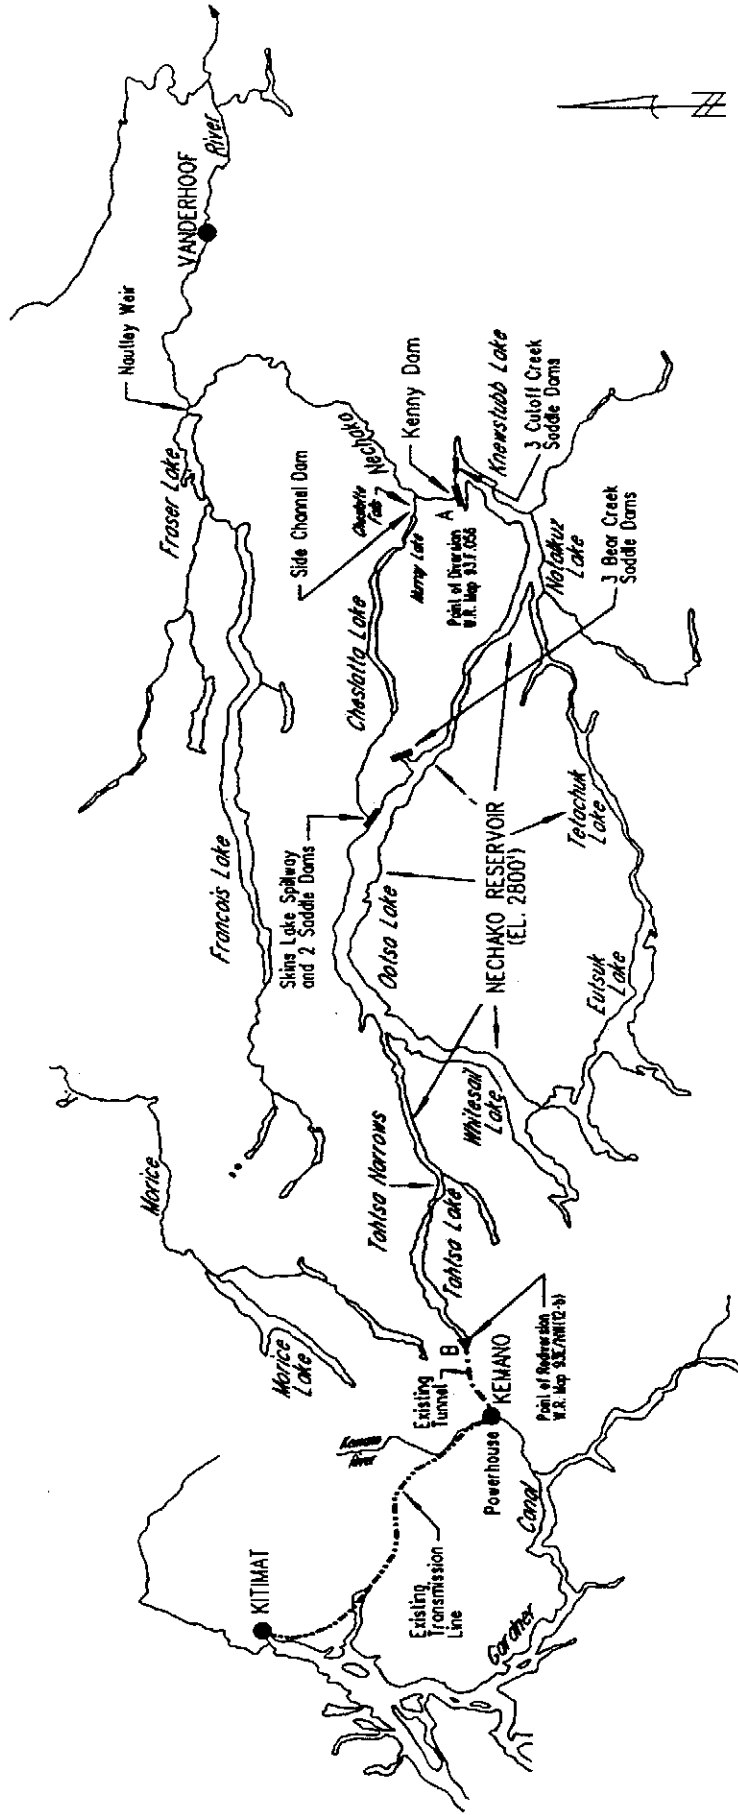 KITIMAT
Existing
Transmission
Line
Kemano
River
Gardner
Canal
Powerhouse
KEMANO
Existing
Tunnel
B
Point of Rediversion
Morice
Lake
Morice
Tahtsa Narrows
Tahtsa Lake
Whitesail
Lake
NECHAKO RESERVOIR
(EL. 2800')
Ootsa Lake
Eutsuk
Lake
Tetachuk
Lake
Skins Lake Spillway
and 2 Saddle Dams
Francois Lake
Cheslatta Lake
Murray Lake
Cheslatta
Falls
Side Channel Dam
Fraser Lake
Nautley Weir
Nechako
River
VANDERHOOF
Kenny Dam
A
Point of Diversion
W.R. Map 93.F.056
Knewstubb Lake
3 Cutoff Creek
Saddle Dams
Natalkuz
Lake
3 Bear Creek
Saddle Dams